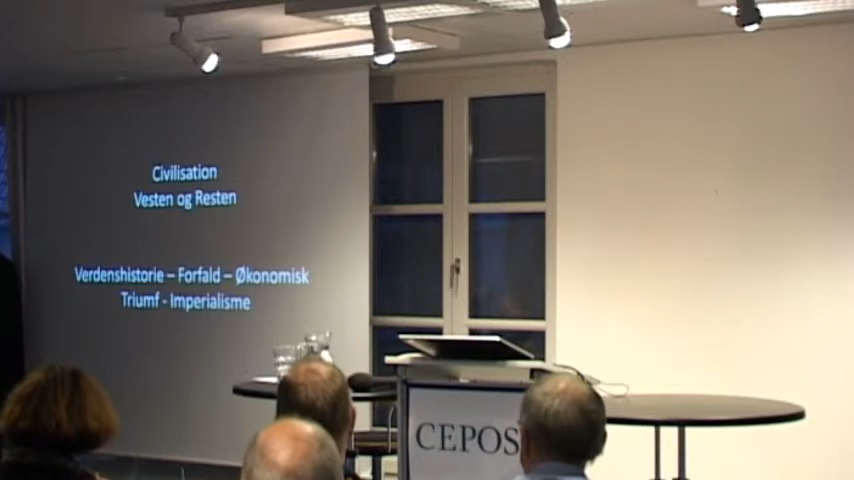 Civilisation
Vesten og Resten
Verdenshistorie – Forfald – Økonomisk
Triumf - Imperialisme
CEPOS